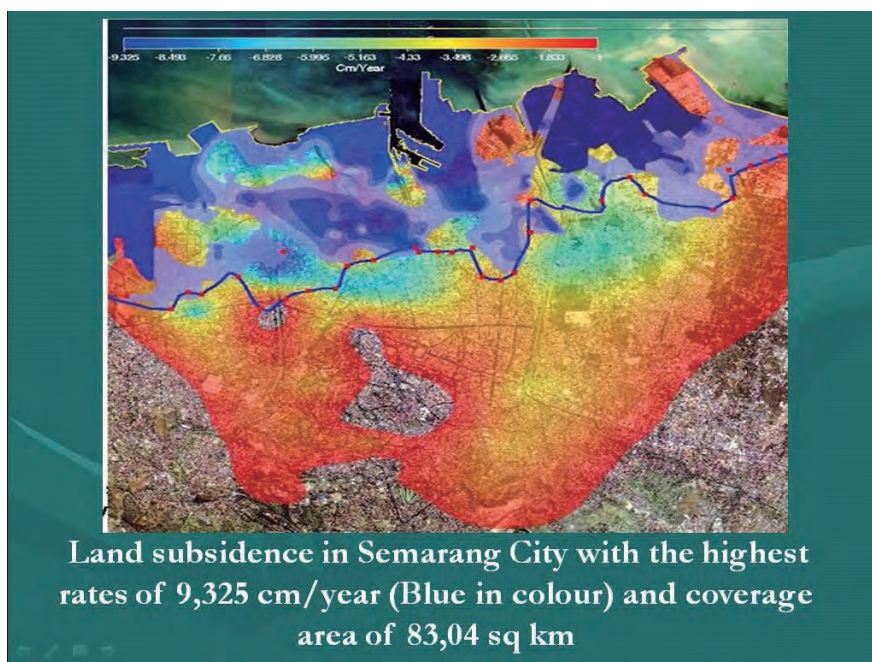 -9.325 -8.493 -7.66 -6.828 -5.995 -5.163 -4.33 -3.498 -2.665 -1.833 -1
Cm/Year
Land subsidence in Semarang City with the highest
rates of 9,325 cm/year (Blue in colour) and coverage
area of 83,04 sq km